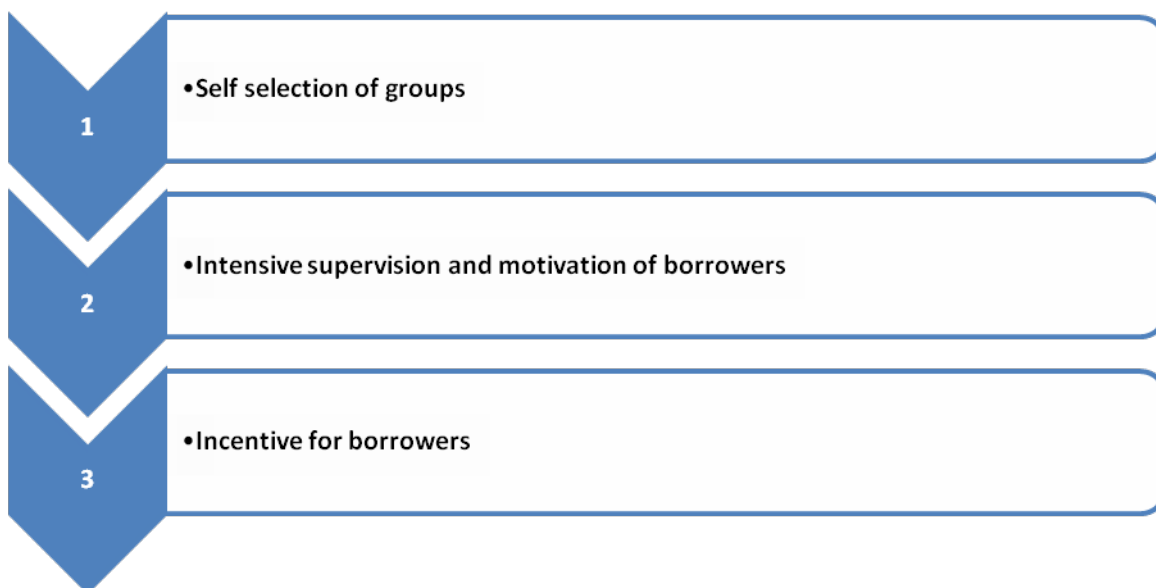 1
•Self selection of groups
2
•Intensive supervision and motivation of borrowers
3
•Incentive for borrowers